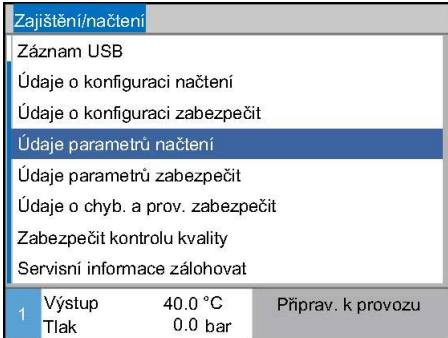 Zajištění/načtení
Záznam USB
Údaje o konfiguraci načtení
Údaje o konfiguraci zabezpečit
Údaje parametrů načtení
Údaje parametrů zabezpečit
Údaje o chyb. a prov. zabezpečit
Zabezpečit kontrolu kvality
Servisní informace zálohovat
1 Výstup 40.0 °C Připrav. k provozu
Tlak 0.0 bar